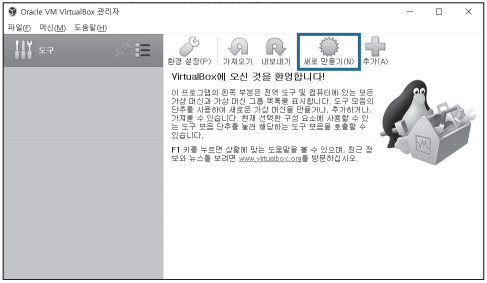 Oracle VM VirtualBox 관리자
파일(F) 머신(M) 도움말(H)
도구
환경 설정(P) 가져오기 내보내기 새로 만들기(N) 추가(A)
VirtualBox에 오신 것을 환영합니다!
이 프로그램의 왼쪽 부분은 전역 도구 및 컴퓨터에 있는 모든
가상 머신과 가상 머신 그룹 목록을 표시합니다. 도구 모음의
단추를 사용하여 새로운 가상 머신을 만들거나, 추가하거나,
가져올 수 있습니다. 현재 선택한 구성 요소에 사용할 수 있
는 도구 모음 단추를 눌러 해당하는 도구 모음을 호출할 수
있습니다.
F1 키를 누르면 상황에 맞는 도움말을 볼 수 있으며, 최근 정
보와 뉴스를 보려면 www.virtualbox.org를 방문하십시오.
VM